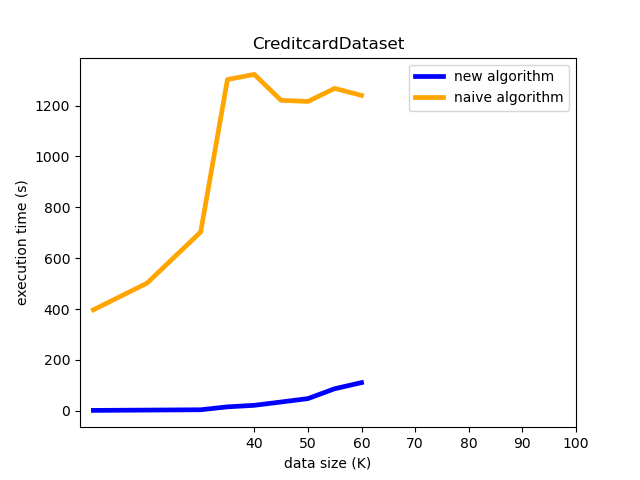 CreditcardDataset
new algorithm
naive algorithm
execution time (s)
1200
1000
800
600
400
200
0
40 50 60 70 80 90 100
data size (K)